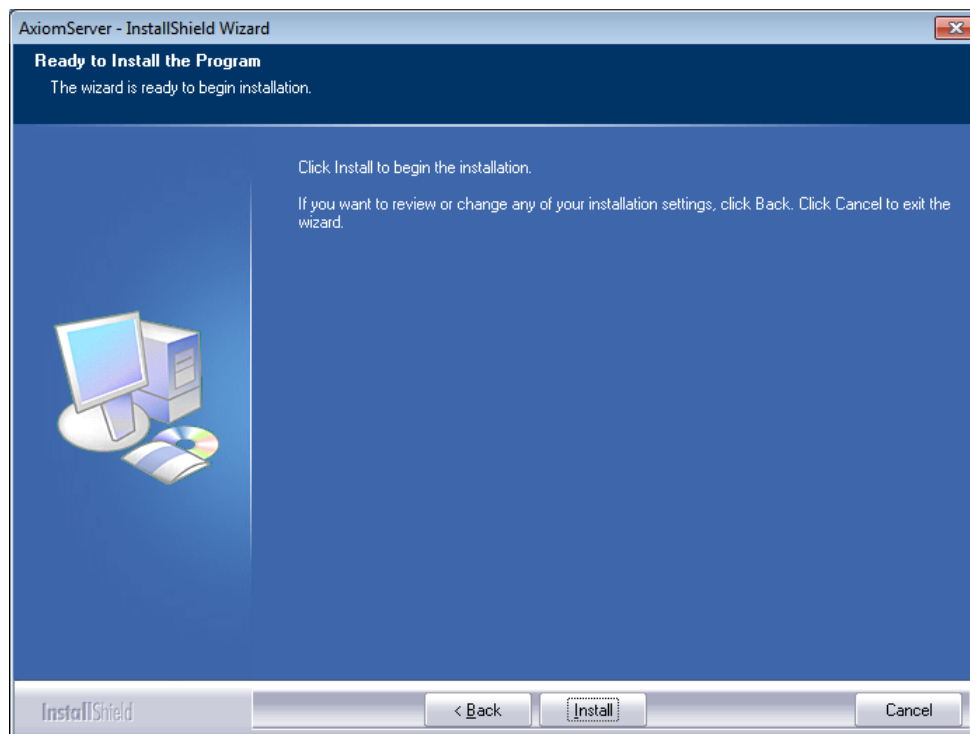 AxiomServer - InstallShield Wizard
Ready to Install the Program
The wizard is ready to begin installation.
Click Install to begin the installation.
If you want to review or change any of your installation settings, click Back. Click Cancel to exit the
wizard.
InstallShield
< Back
Install
Cancel